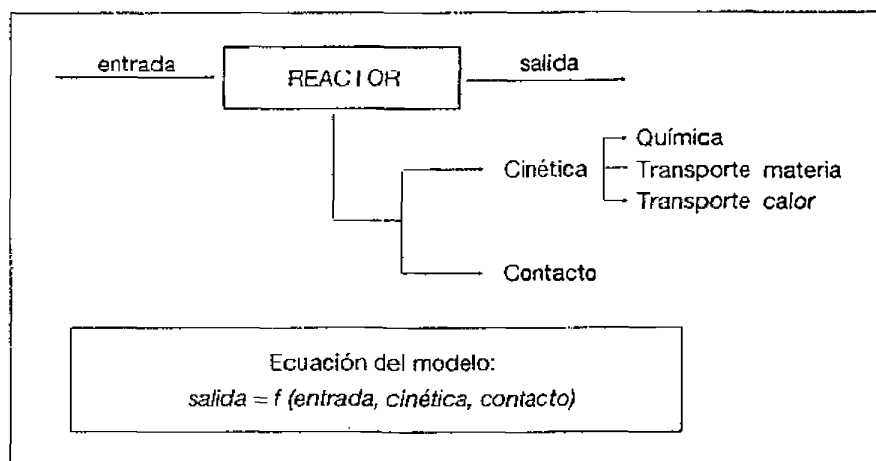 entrada
REACTOR
salida
Cinética
Química
Transporte materia
Transporte calor
Contacto
Ecuación del modelo:
salida = f (entrada, cinética, contacto)